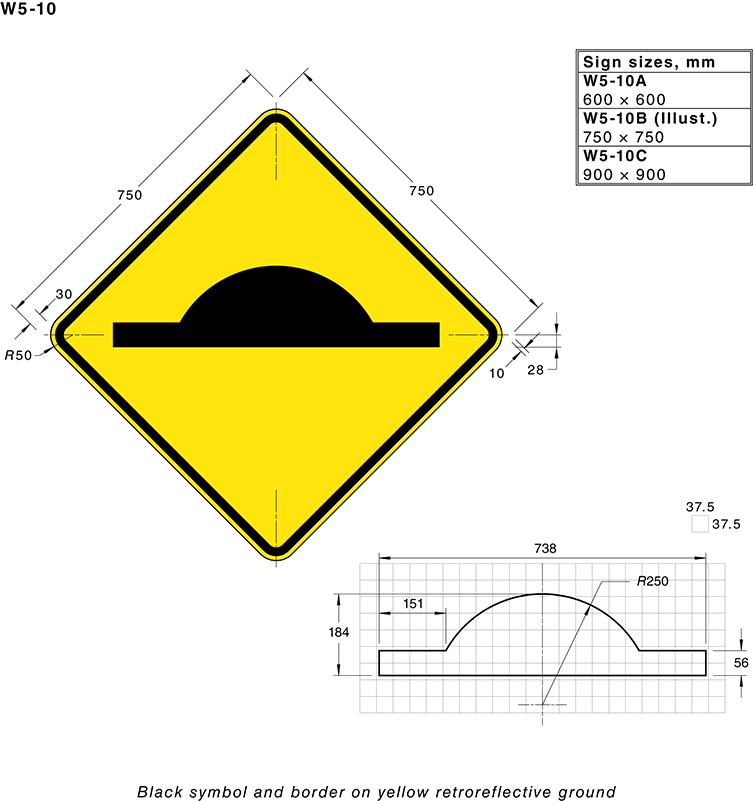 W5-10
Sign sizes, mm
W5-10A
600 × 600
W5-10B (Illust.)
750 × 750
W5-10C
900 × 900
750
750
30
R50
10
28
37.5
37.5
738
R250
151
184
56
Black symbol and border on yellow retroreflective ground